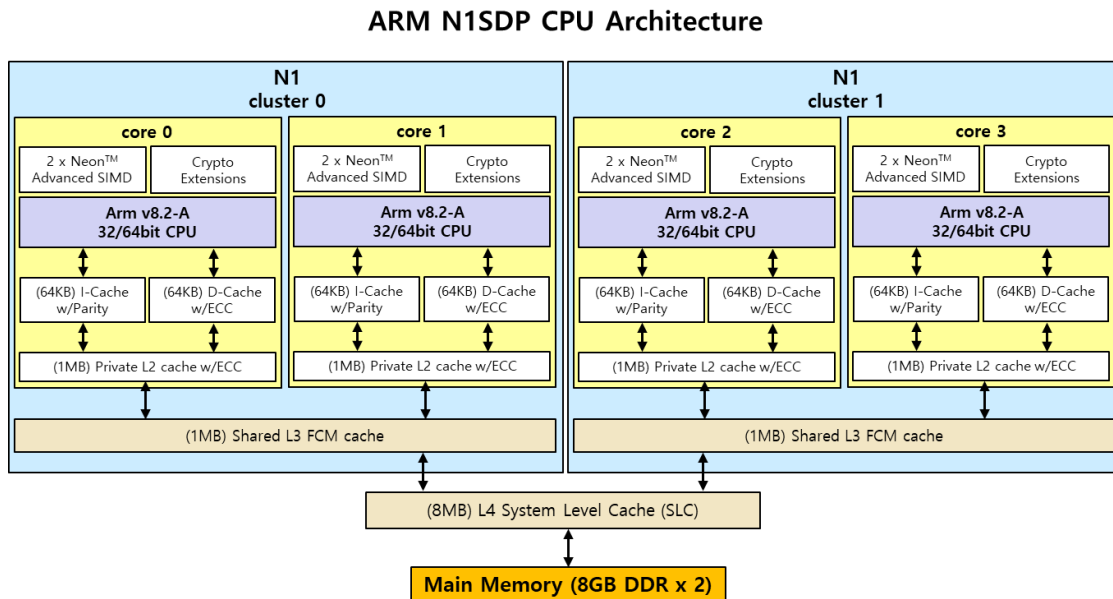 ARM N1SDP CPU Architecture
N1
cluster 0
core 0
2 x Neon™
Advanced SIMD
Crypto
Extensions
Arm v8.2-A
32/64bit CPU
(64KB) I-Cache
w/Parity
(64KB) D-Cache
w/ECC
(1MB) Private L2 cache w/ECC
core 1
2 x Neon™
Advanced SIMD
Crypto
Extensions
Arm v8.2-A
32/64bit CPU
(64KB) I-Cache
w/Parity
(64KB) D-Cache
w/ECC
(1MB) Private L2 cache w/ECC
(1MB) Shared L3 FCM cache
N1
cluster 1
core 2
2 x Neon™
Advanced SIMD
Crypto
Extensions
Arm v8.2-A
32/64bit CPU
(64KB) I-Cache
w/Parity
(64KB) D-Cache
w/ECC
(1MB) Private L2 cache w/ECC
core 3
2 x Neon™
Advanced SIMD
Crypto
Extensions
Arm v8.2-A
32/64bit CPU
(64KB) I-Cache
w/Parity
(64KB) D-Cache
w/ECC
(1MB) Private L2 cache w/ECC
(1MB) Shared L3 FCM cache
(8MB) L4 System Level Cache (SLC)
Main Memory (8GB DDR x 2)